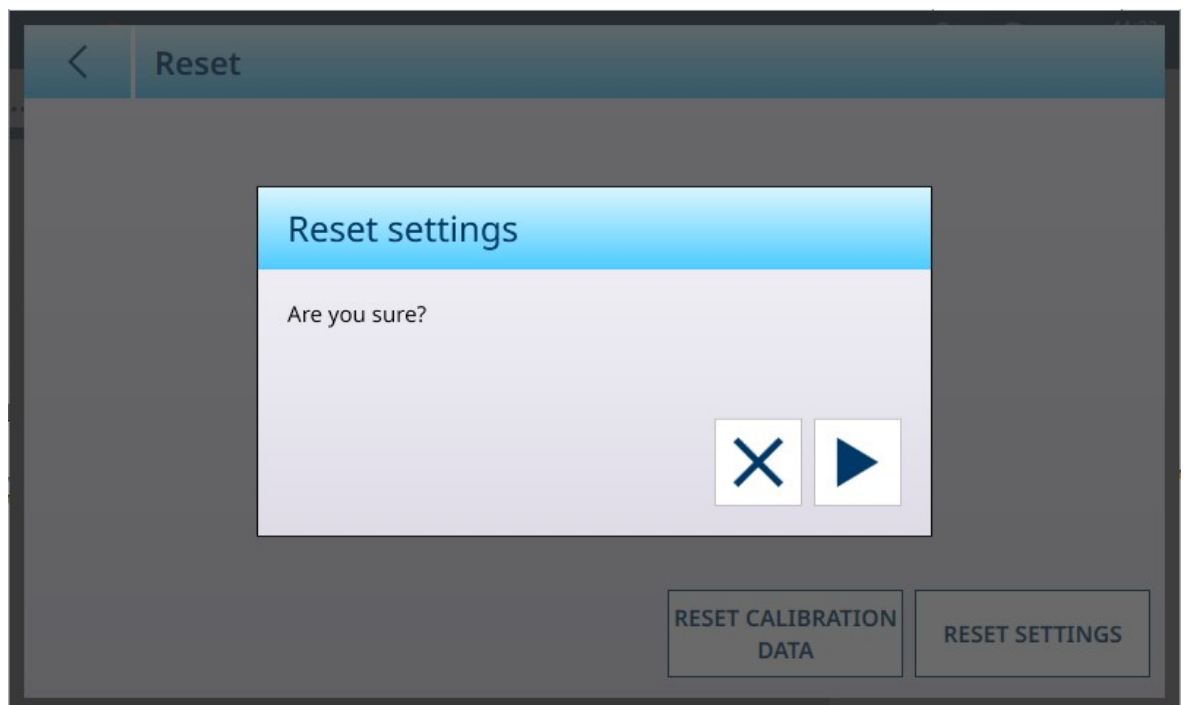 Reset
Reset settings
Are you sure?
RESET CALIBRATION
DATA
RESET SETTINGS